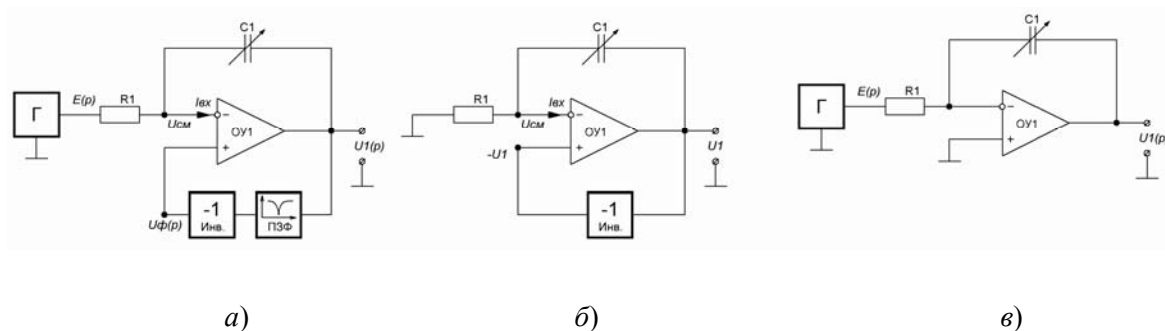 C1
Г
E(p)
R1
Iвх
Uсм
−
ОУ1
+
U1(p)
Uф(p)
-1
Инв.
ПЗФ
а)
C1
R1
Iвх
Uсм
−
ОУ1
-U1
+
U1
-1
Инв.
б)
C1
Г
E(p)
R1
−
ОУ1
+
U1(p)
в)